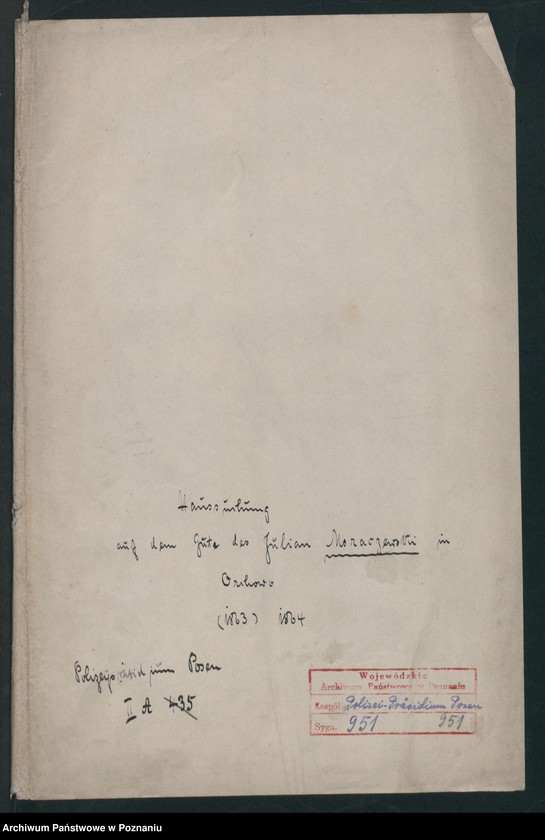 Haussuchung
auf dem Gute des Julian Moraczewski in
Orchowo
(1863) 1864
Polizeipräsidium Posen
II A 435
Wojewódzkie
Archiwum Państwowe w Poznaniu
Zespół Polizei-Präsidium Posen
Sygn. 951 951
Archiwum Państwowe w Poznaniu